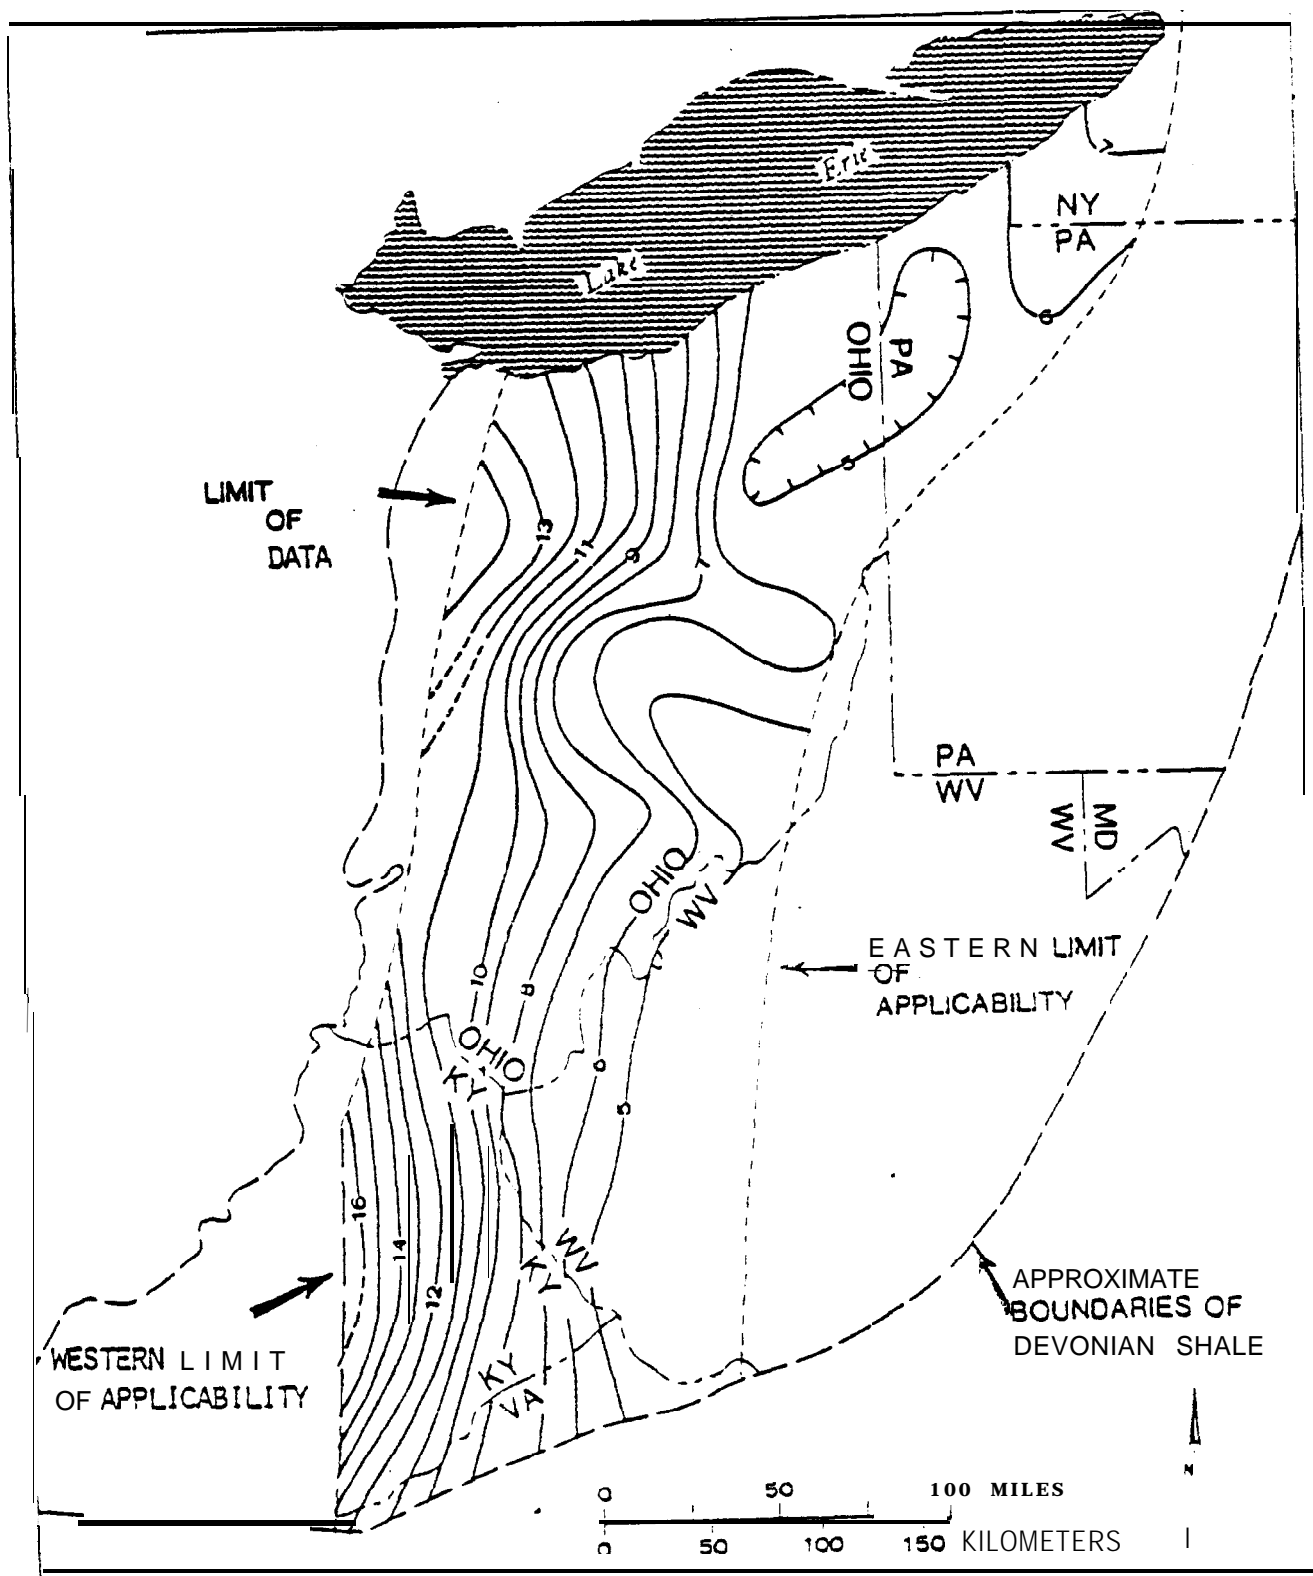 Erie
Lake
7
NY
PA
6
PA
OHIO
5
LIMIT
OF
DATA
13
11
9
7
PA
WV
MD
WV
OHIO
WV
EASTERN LIMIT
OF
APPLICABILITY
10
8
OHIO
KY
6
5
16
14
12
WV
KY
APPROXIMATE
BOUNDARIES OF
DEVONIAN SHALE
WESTERN LIMIT
OF APPLICABILITY
KY
VA
N
0 50 100 MILES
0 50 100 150 KILOMETERS